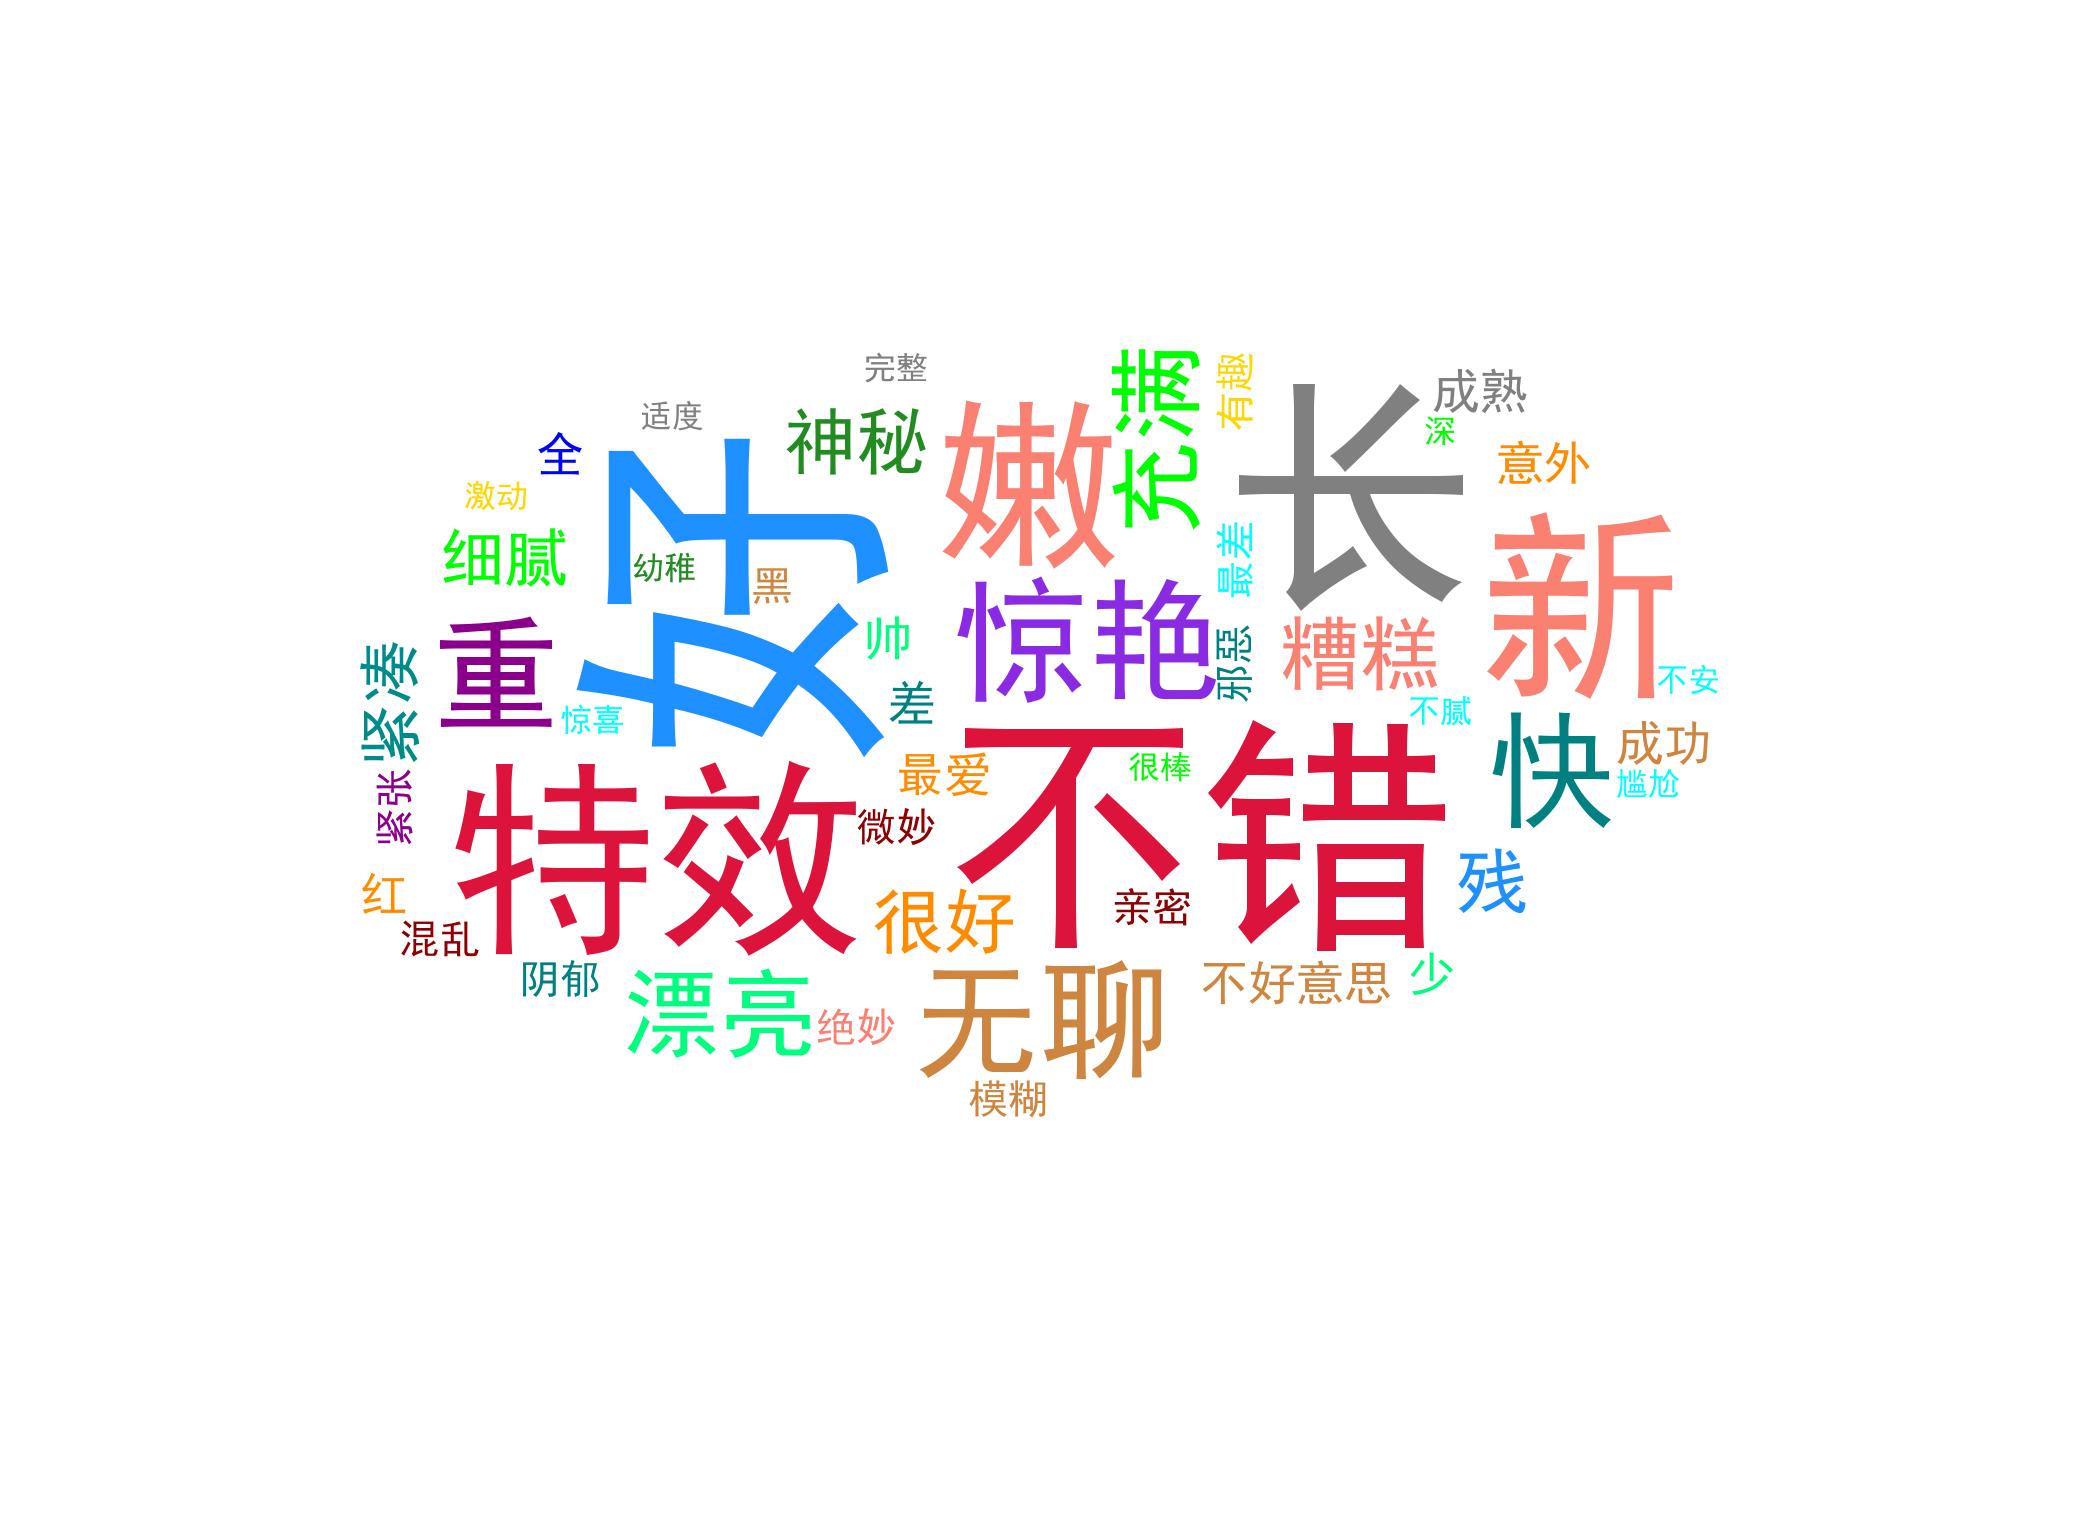 完整
有趣
成熟
适度
神秘
嫩
充满
长
深
全
意外
激动
好
细腻
幼稚
黑
惊艳
最差
新
重
帅
邪恶
糟糕
不安
紧凑
惊喜
差
不腻
快
成功
最爱
不错
很棒
尴尬
紧张
特效
微妙
残
红
很好
亲密
混乱
阴郁
漂亮
绝妙
无聊
不好意思
少
模糊